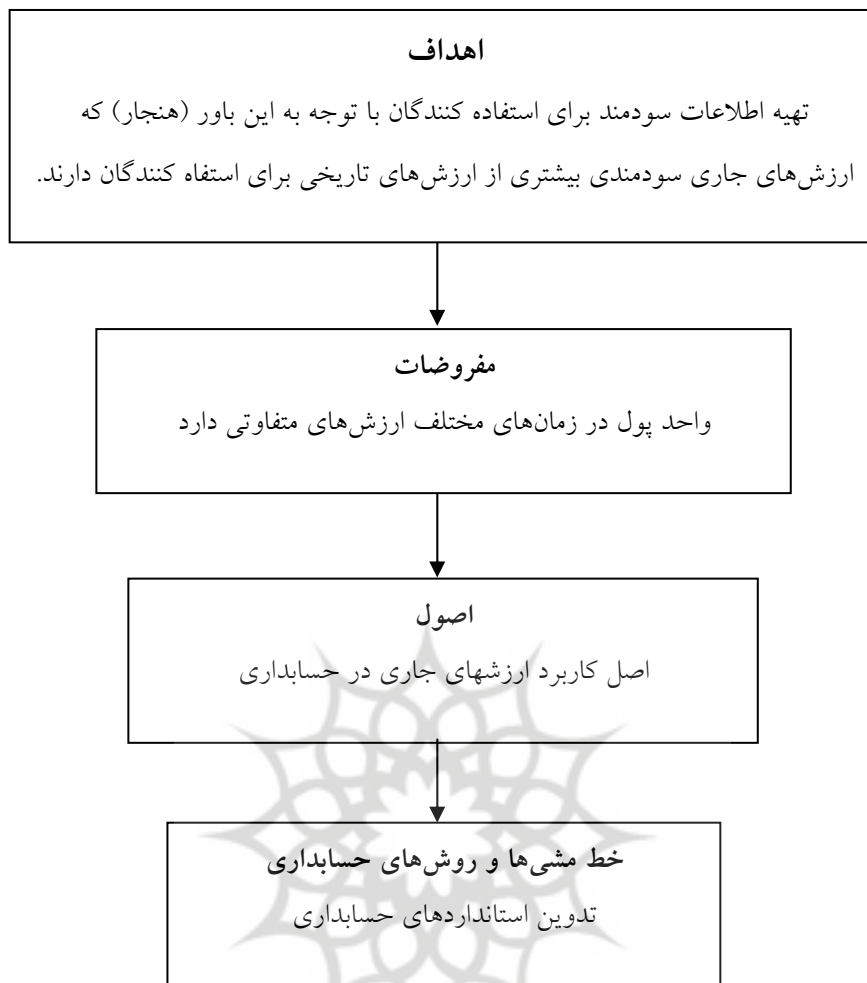 اهداف
تهیه اطلاعات سودمند برای استفاده کنندگان با توجه به این باور (هنجار) که
ارزش‌های جاری سودمندی بیشتری از ارزش‌های تاریخی برای استفاه کنندگان دارند.
مفروضات
واحد پول در زمان‌های مختلف ارزش‌های متفاوتی دارد
اصول
اصل کاربرد ارزشهای جاری در حسابداری
خط مشی‌ها و روش‌های حسابداری
تدوین استانداردهای حسابداری